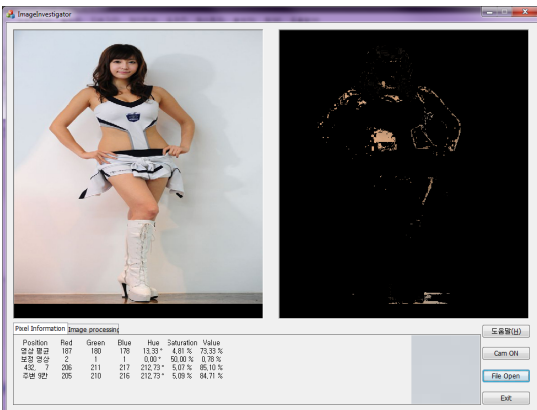 ImageInvestigator
Pixel Information Image processing
Position Red Green Blue Hue Saturation Value
영상 평균 187 180 178 13,33 * 4,81 % 73,33 %
보정 영상 2 1 1 0,00 * 50,00 % 0,78 %
432, 7 206 211 217 212,73 * 5,07 % 85,10 %
주변 9칸 205 210 216 212,73 * 5,09 % 84,71 %
도움말(H)
Cam ON
File Open
Exit